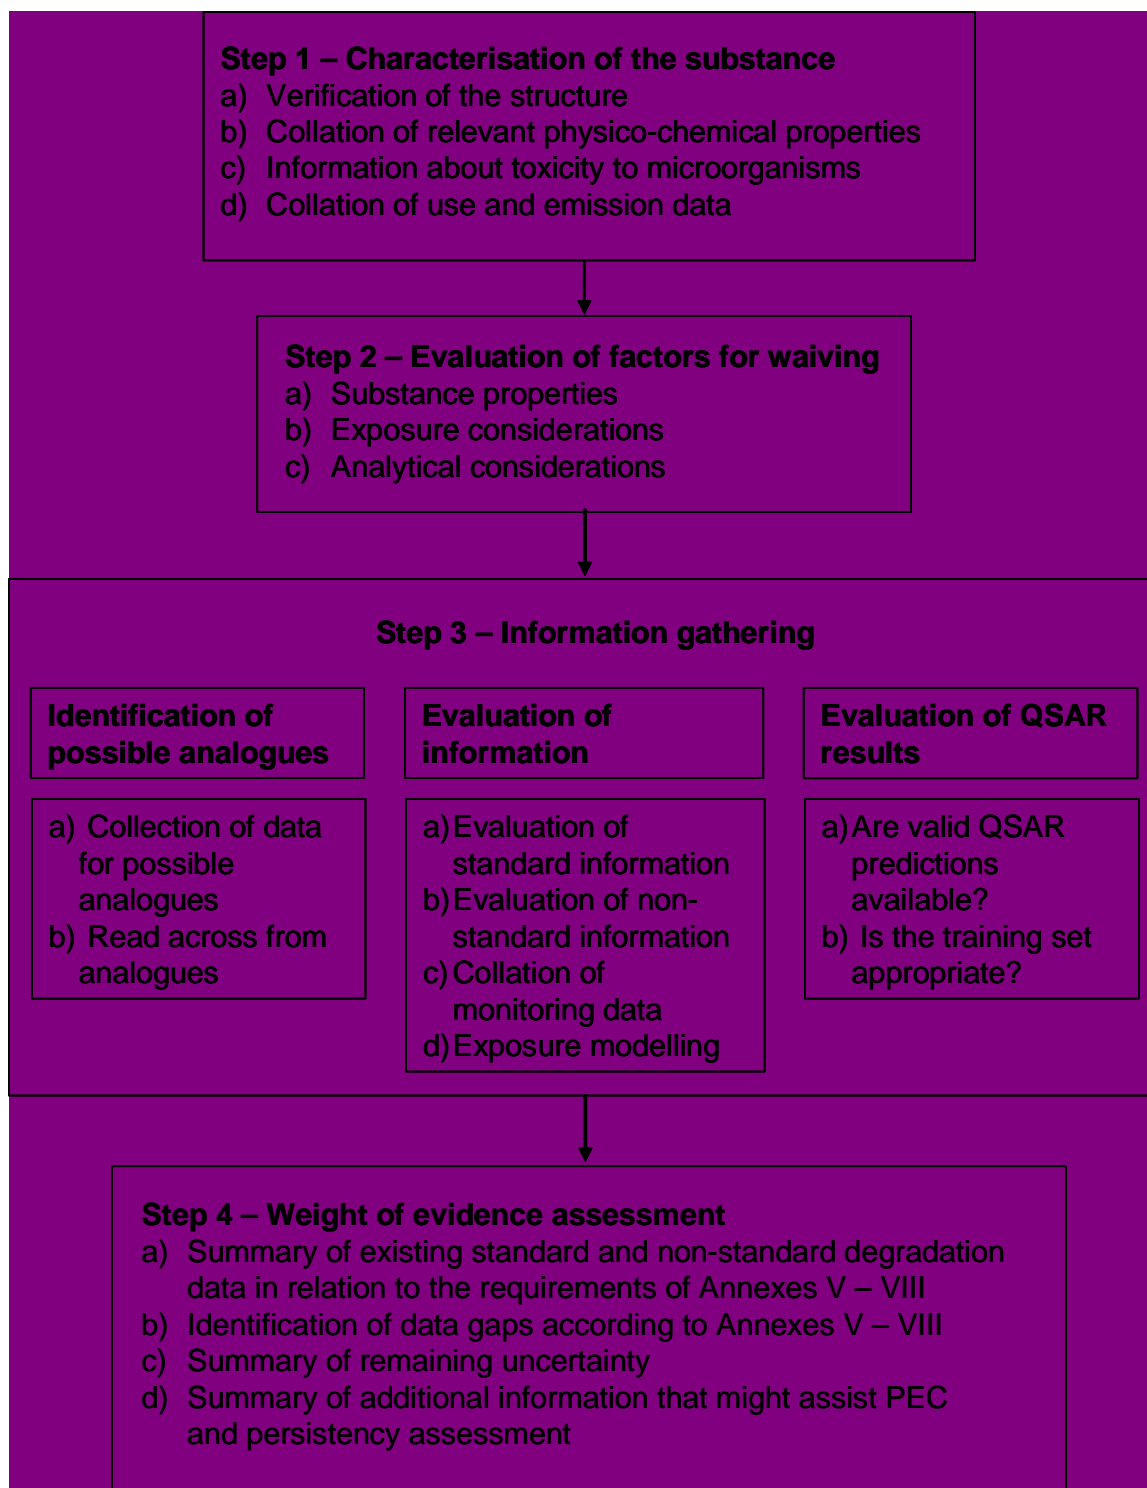 Step 1 – Characterisation of the substance
a) Verification of the structure
b) Collation of relevant physico-chemical properties
c) Information about toxicity to microorganisms
d) Collation of use and emission data
Step 2 – Evaluation of factors for waiving
a) Substance properties
b) Exposure considerations
c) Analytical considerations
Step 3 – Information gathering
Identification of
possible analogues
a) Collection of data
for possible
analogues
b) Read across from
analogues
Evaluation of
information
a) Evaluation of
standard information
b) Evaluation of non-
standard information
c) Collation of
monitoring data
d) Exposure modelling
Evaluation of QSAR
results
a) Are valid QSAR
predictions
available?
b) Is the training set
appropriate?
Step 4 – Weight of evidence assessment
a) Summary of existing standard and non-standard degradation
data in relation to the requirements of Annexes V – VIII
b) Identification of data gaps according to Annexes V – VIII
c) Summary of remaining uncertainty
d) Summary of additional information that might assist PEC
and persistency assessment